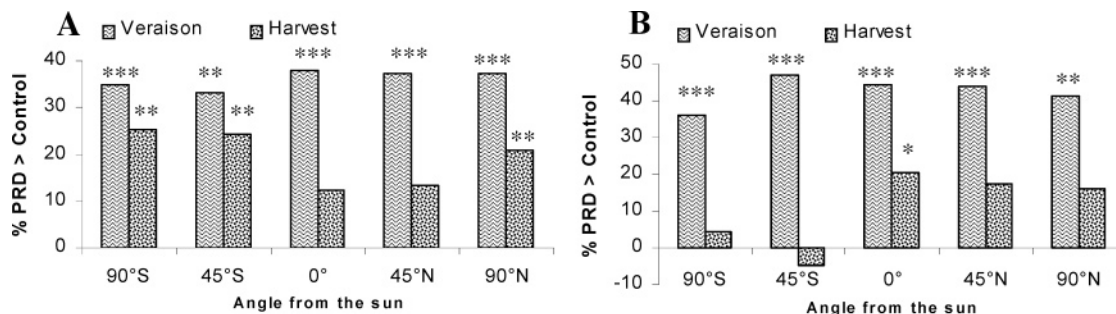 A
Veraison
Harvest
% PRD > Control
40
30
20
10
0
***
**
**
**
***
***
***
**
90°S
45°S
0°
45°N
90°N
Angle from the sun
B
Veraison
Harvest
% PRD > Control
50
40
30
20
10
0
-10
***
***
***
*
***
**
90°S
45°S
0°
45°N
90°N
Angle from the sun